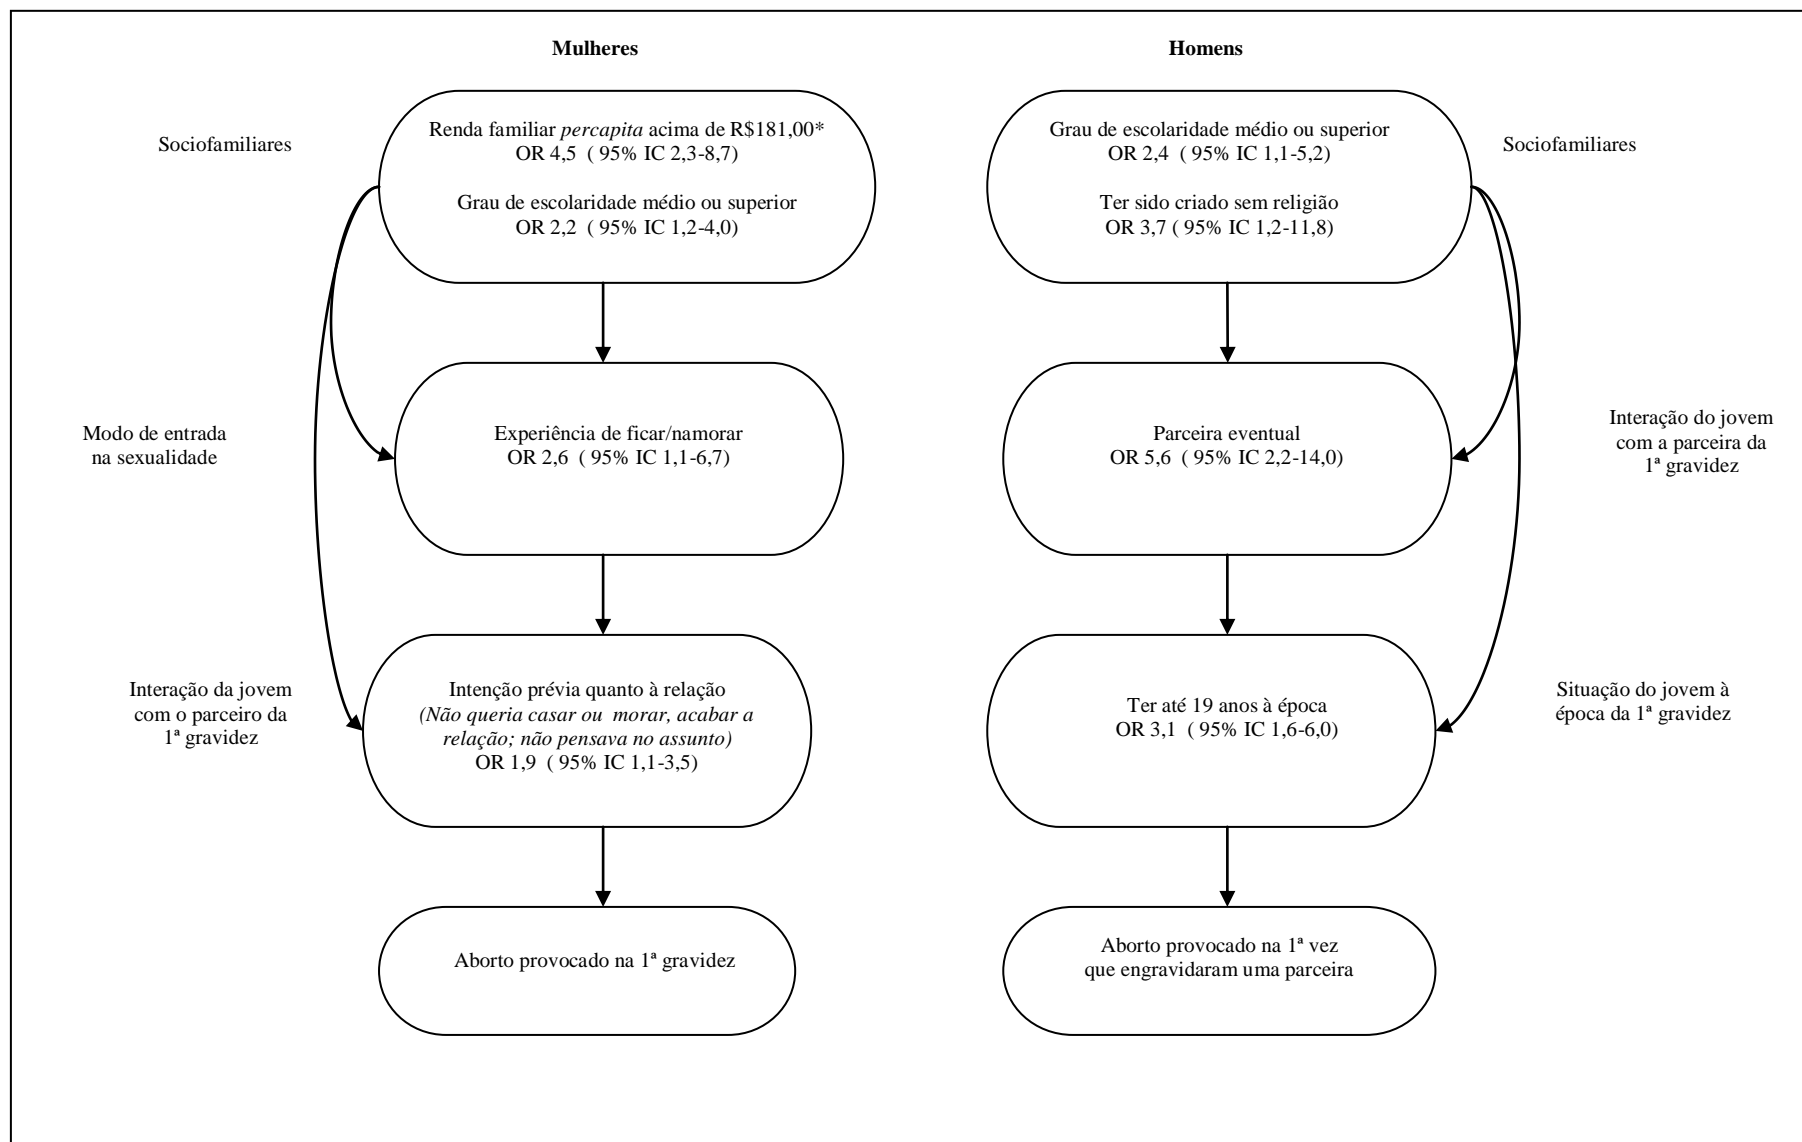 Mulheres
Sociofamiliares
Renda familiar percapita acima de R$181,00*
OR 4,5 ( 95% IC 2,3-8,7)
Grau de escolaridade médio ou superior
OR 2,2 ( 95% IC 1,2-4,0)
Modo de entrada
na sexualidade
Experiência de ficar/namorar
OR 2,6 ( 95% IC 1,1-6,7)
Interação da jovem
com o parceiro da
1ª gravidez
Intenção prévia quanto à relação
(Não queria casar ou morar, acabar a
relação; não pensava no assunto)
OR 1,9 ( 95% IC 1,1-3,5)
Aborto provocado na 1ª gravidez
Homens
Grau de escolaridade médio ou superior
OR 2,4 ( 95% IC 1,1-5,2)
Ter sido criado sem religião
OR 3,7 ( 95% IC 1,2-11,8)
Sociofamiliares
Parceira eventual
OR 5,6 ( 95% IC 2,2-14,0)
Interação do jovem
com a parceira da
1ª gravidez
Ter até 19 anos à época
OR 3,1 ( 95% IC 1,6-6,0)
Situação do jovem à
época da 1ª gravidez
Aborto provocado na 1ª vez
que engravidaram uma parceira